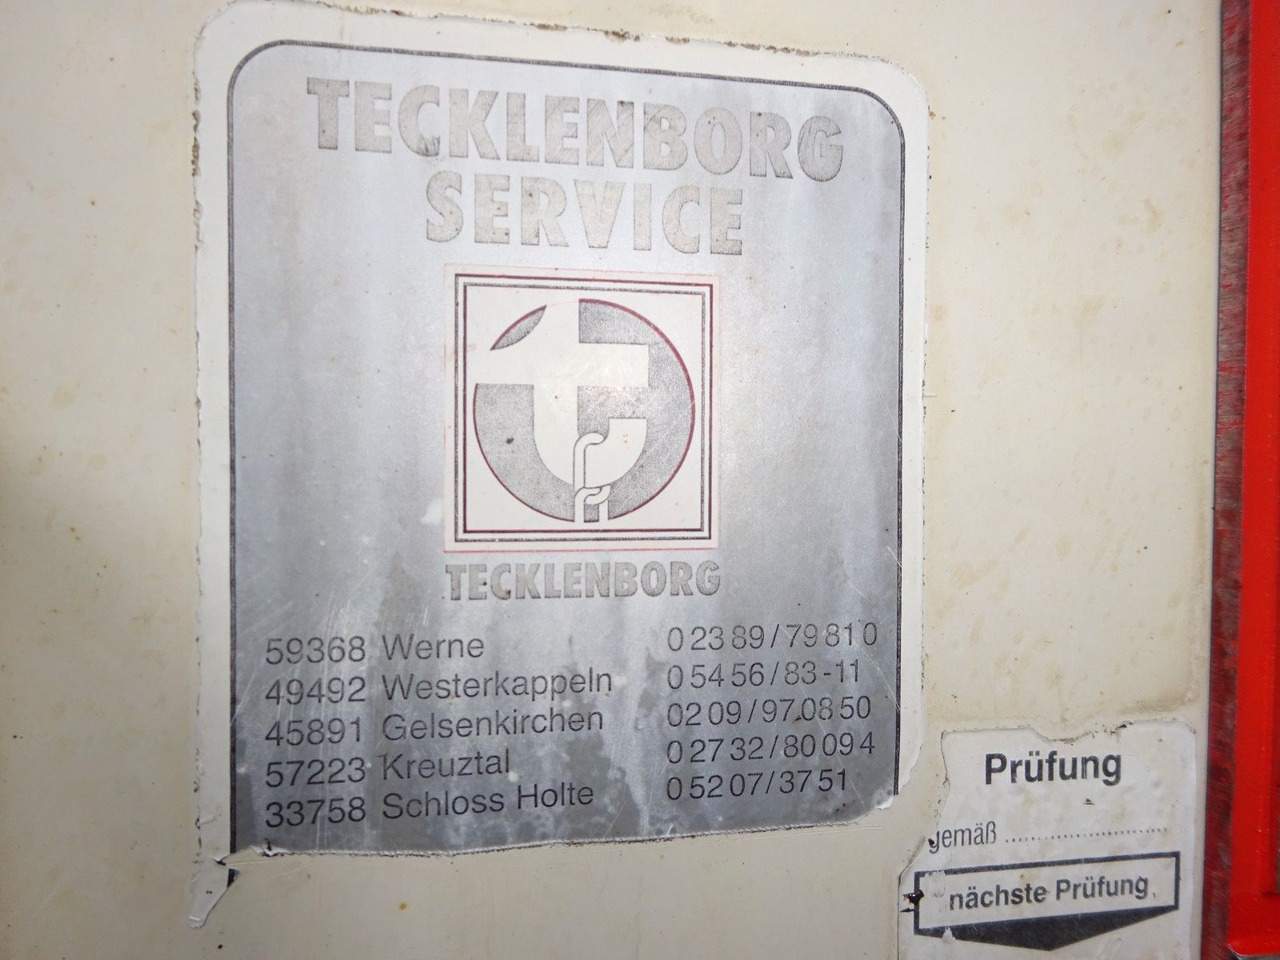 TECKLENBORG
SERVICE
TECKLENBORG
59368 Werne 02389/79810
49492 Westerkappeln 05456/83-11
45891 Gelsenkirchen 0209/970850
57223 Kreuztal 02732/80094
33758 Schloss Holte 05207/3751
Prüfung
gemäß ..............................
nächste Prüfung